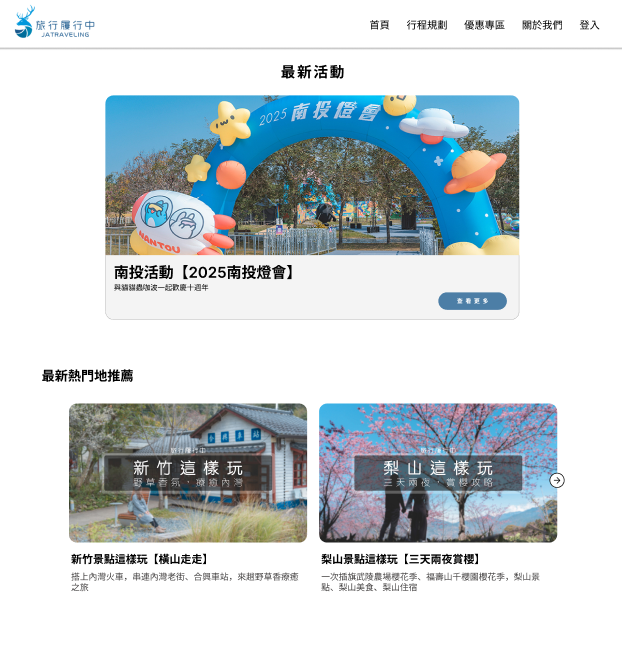 旅行履行中
JATRAVELING
首頁 行程規劃 優惠專區 關於我們 登入
最新活動
2025南投燈會
NANTOU
南投活動【2025南投燈會】
與貓貓蟲咖波一起歡慶十週年
查看更多
最新熱門地推薦
旅行履行中
新竹這樣玩
野草香氛．療癒內灣
新竹景點這樣玩【橫山走走】
搭上內灣火車，串連內灣老街、合興車站，來趟野草香療癒
之旅
旅行履行中
梨山這樣玩
三天兩夜．賞櫻攻略
梨山景點這樣玩【三天兩夜賞櫻】
一次插旗武陵農場櫻花季、福壽山千櫻園櫻花季，梨山景
點、梨山美食、梨山住宿